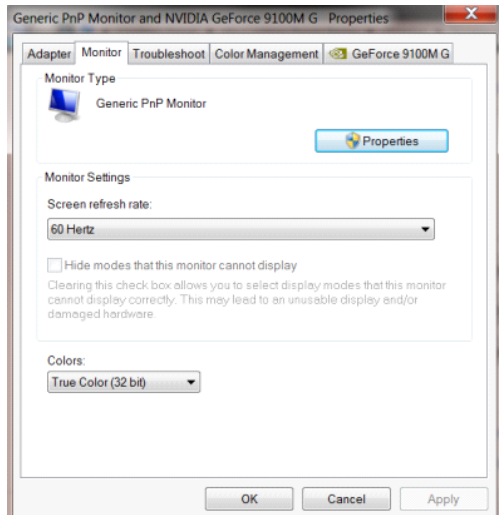 Generic PnP Monitor and NVIDIA GeForce 9100M G Properties
Adapter Monitor Troubleshoot Color Management GeForce 9100M G
Monitor Type
Generic PnP Monitor
Properties
Monitor Settings
Screen refresh rate:
60 Hertz
Hide modes that this monitor cannot display
Clearing this check box allows you to select display modes that this monitor
cannot display correctly. This may lead to an unusable display and/or
damaged hardware.
Colors:
True Color (32 bit)
OK Cancel Apply